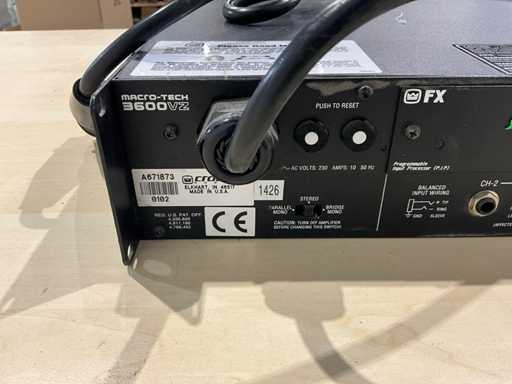 MACRO-TECH
3600VZ
PUSH TO RESET
FX
AC VOLTS: 230 AMPS: 10 50 Hz
Programmable
Input Processor (P.I.P)
A671873
0102
ELKHART, IN 46517
MADE IN U.S.A.
1426
CE
REG. U.S. PAT. OFF.
STEREO
PARALLEL
MONO
BRIDGE
MONO
CAUTION: TURN OFF AMPLIFIER
BEFORE CHANGING THIS SWITCH!
BALANCED
INPUT WIRING
TIP
RING
GND SLEEVE
CH-2